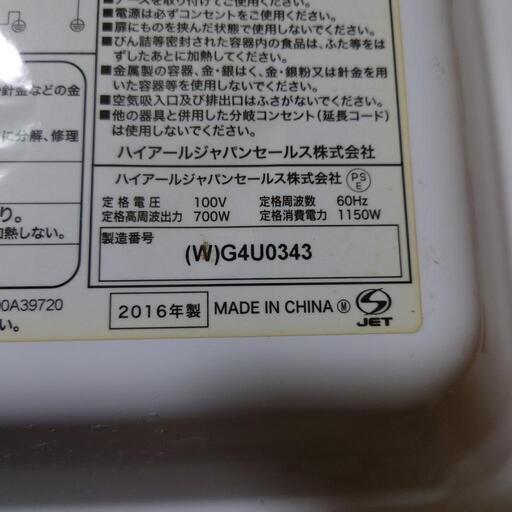 ■アースを取り付けてご使用ください。
■電源は必ずコンセントをご使用ください。
■扉にものを挟んだ状態で使用しないでください。
■びん詰等密封された容器内の食品は、ふた等をは
ずしたあとに加熱してください。
■金属製の容器、金・銀はく、金・銀粉又は針金を用
いた容器等を使用しないでください。
■空気吸入口及び排出口はふさがないでください。
■他の器具と併用した分岐コンセント(延長コード)
は使用しないでください。
ハイアールジャパンセールス株式会社
ハイアールジャパンセールス株式会社 PSE
定格電圧 100V 定格周波数 60Hz
定格高周波出力 700W 定格消費電力 1150W
製造番号
(W)G4U0343
2016年製 MADE IN CHINA Ⓜ JET
針金などの金
に分解、修理
り。
加熱しない。
00A39720
い。